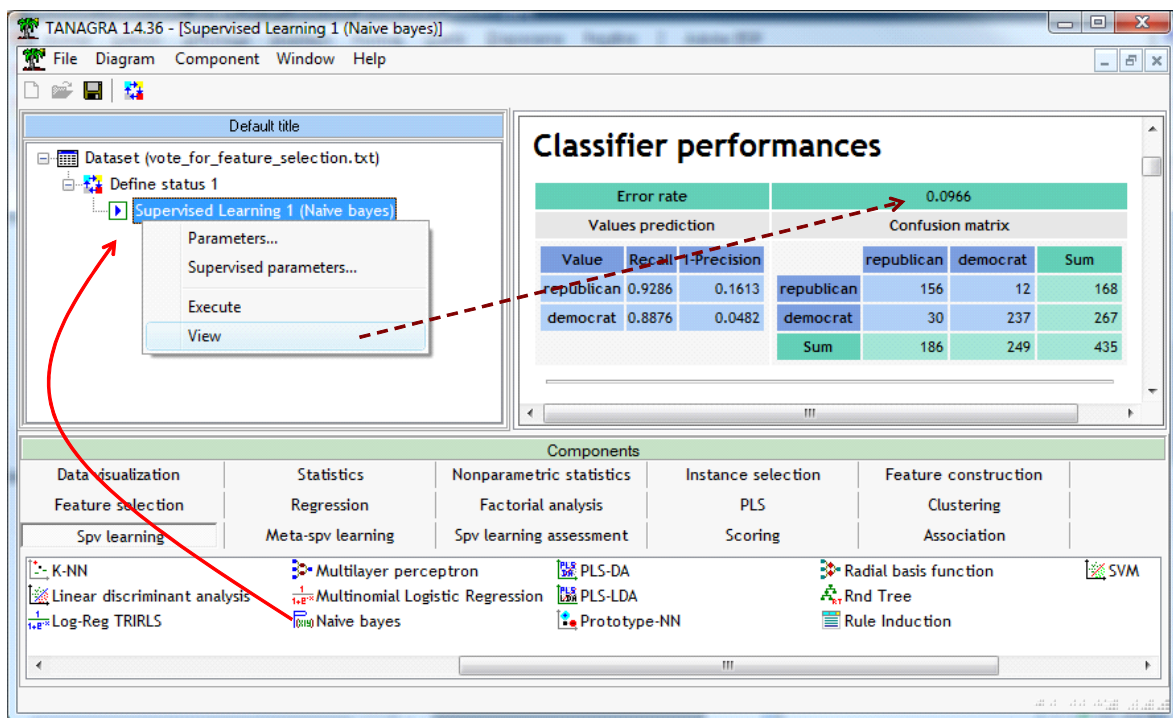 TANAGRA 1.4.36 - [Supervised Learning 1 (Naive bayes)]
File Diagram Component Window Help
Default title
Dataset (vote_for_feature_selection.txt)
Define status 1
Supervised Learning 1 (Naive bayes)
Parameters...
Supervised parameters...
Execute
View
Classifier performances
Error rate 0.0966
Values prediction Confusion matrix
Value Recall 1-Precision
republican 0.9286 0.1613
democrat 0.8876 0.0482
republican democrat Sum
republican 156 12 168
democrat 30 237 267
Sum 186 249 435
Components
Data visualization Statistics Nonparametric statistics Instance selection Feature construction
Feature selection Regression Factorial analysis PLS Clustering
Spv learning Meta-spv learning Spv learning assessment Scoring Association
K-NN Multilayer perceptron PLS-DA Radial basis function SVM
Linear discriminant analysis Multinomial Logistic Regression PLS-LDA Rnd Tree
Log-Reg TRIRLS Naive bayes Prototype-NN Rule Induction